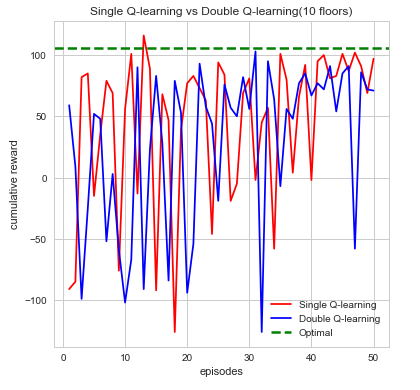 Single Q-learning vs Double Q-learning(10 floors)
cumulative reward
100
50
0
−50
−100
0
10
20
30
40
50
episodes
Single Q-learning
Double Q-learning
Optimal